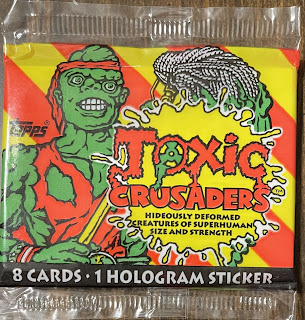 Topps
TOXIC
CRUSADERS
HIDEOUSLY DEFORMED
CREATURES OF SUPERHUMAN
SIZE AND STRENGTH
8 CARDS · 1 HOLOGRAM STICKER